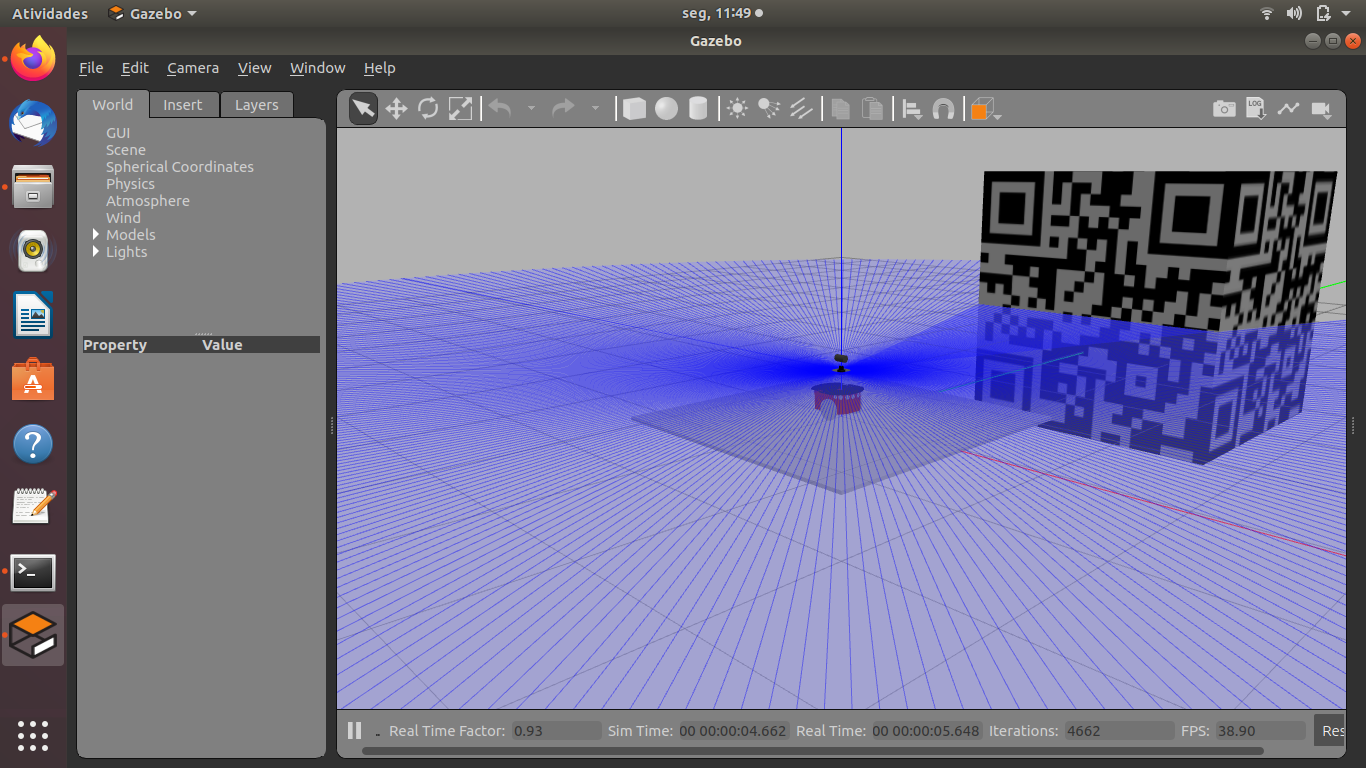 Atividades Gazebo seg, 11:49
Gazebo
File Edit Camera View Window Help
World Insert Layers
GUI
Scene
Spherical Coordinates
Physics
Atmosphere
Wind
Models
Lights
Property Value
LOG
Real Time Factor: 0.93 Sim Time: 00 00:00:04.662 Real Time: 00 00:00:05.648 Iterations: 4662 FPS: 38.90 Res